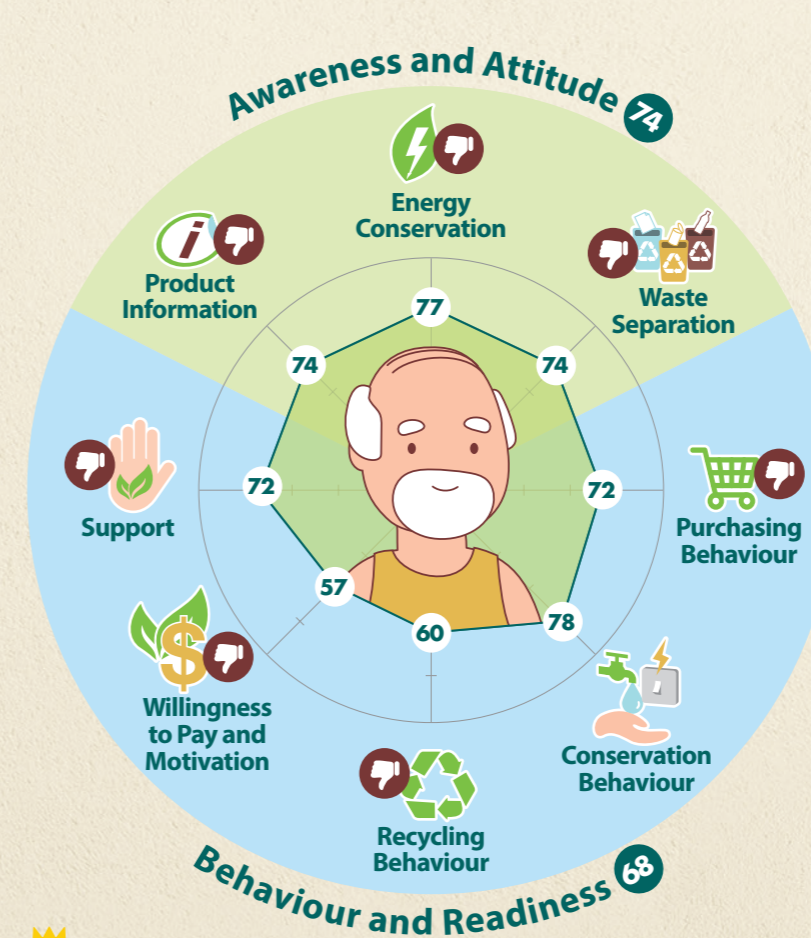 Awareness and Attitude 74
Energy
Conservation
Product
Information
Waste
Separation
77
74
74
72
72
Support
Purchasing
Behaviour
57
60
78
Willingness
to Pay and
Motivation
Conservation
Behaviour
Recycling
Behaviour
Behaviour and Readiness 68